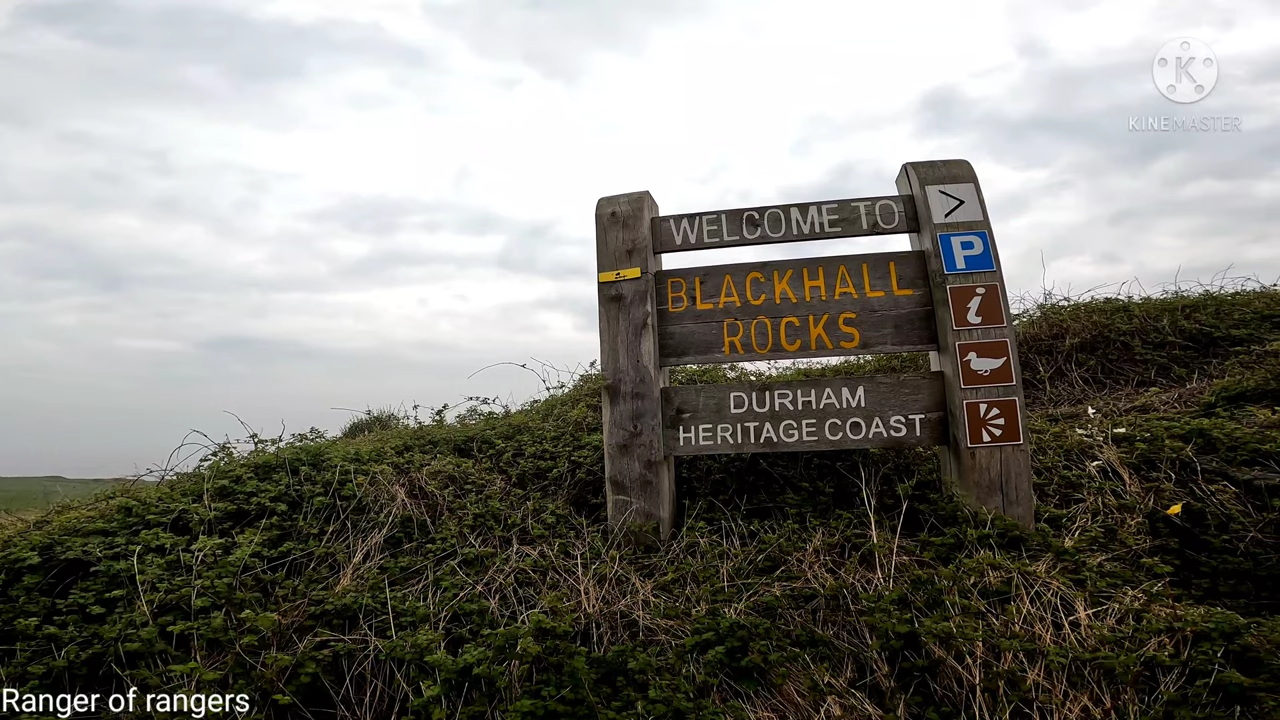 K
KINEMASTER
WELCOME TO
>
P
BLACKHALL
ROCKS
i
DURHAM
HERITAGE COAST
Ranger of rangers